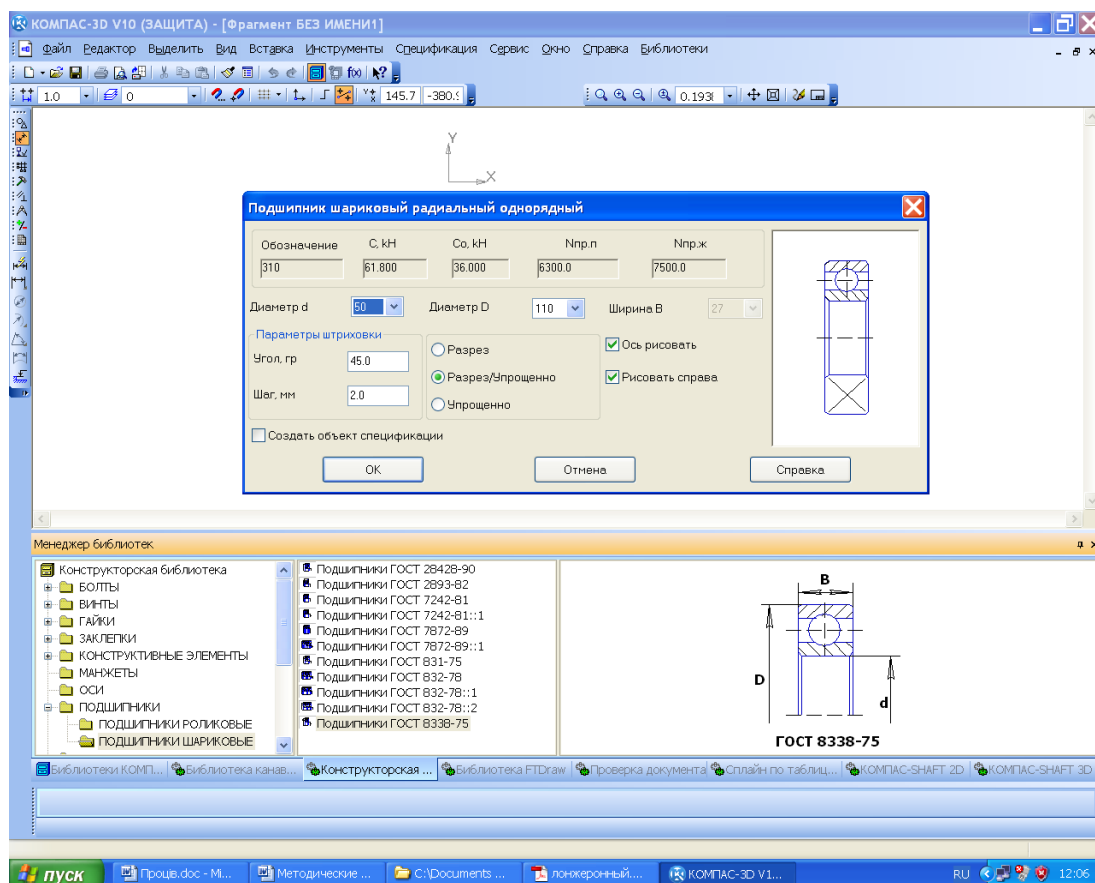 КОМПАС-3D V10 (ЗАЩИТА) - [Фрагмент БЕЗ ИМЕНИ1]
Файл Редактор Выделить Вид Вставка Инструменты Спецификация Сервис Окно Справка Библиотеки
1.0 0 145.7 -380.9 0.193
Y
X
Подшипник шариковый радиальный однорядный
Обозначение C, kH Co, kH Nпр.п Nпр.ж
310 61.800 36.000 6300.0 7500.0
Диаметр d 50 Диаметр D 110 Ширина B 27
Параметры штриховки
Угол, гр 45.0
Шаг, мм 2.0
Разрез
Разрез/Упрощенно
Упрощенно
Ось рисовать
Рисовать справа
Создать объект спецификации
OK Отмена Справка
Менеджер библиотек
Конструкторская библиотека
БОЛТЫ
ВИНТЫ
ГАЙКИ
ЗАКЛЕПКИ
КОНСТРУКТИВНЫЕ ЭЛЕМЕНТЫ
МАНЖЕТЫ
ОСИ
ПОДШИПНИКИ
ПОДШИПНИКИ РОЛИКОВЫЕ
ПОДШИПНИКИ ШАРИКОВЫЕ
Подшипники ГОСТ 28428-90
Подшипники ГОСТ 2893-82
Подшипники ГОСТ 7242-81
Подшипники ГОСТ 7242-81::1
Подшипники ГОСТ 7872-89
Подшипники ГОСТ 7872-89::1
Подшипники ГОСТ 831-75
Подшипники ГОСТ 832-78
Подшипники ГОСТ 832-78::1
Подшипники ГОСТ 832-78::2
Подшипники ГОСТ 8338-75
B
D
d
ГОСТ 8338-75
Библиотеки КОМП... Библиотека канав... Конструкторская ... Библиотека FTDraw Проверка документа Сплайн по таблиц... КОМПАС-SHAFT 2D КОМПАС-SHAFT 3D
пуск Процiв.doc - Mi... Методические ... C:\Documents ... лонжеронный.... КОМПАС-3D V1... RU 12:06